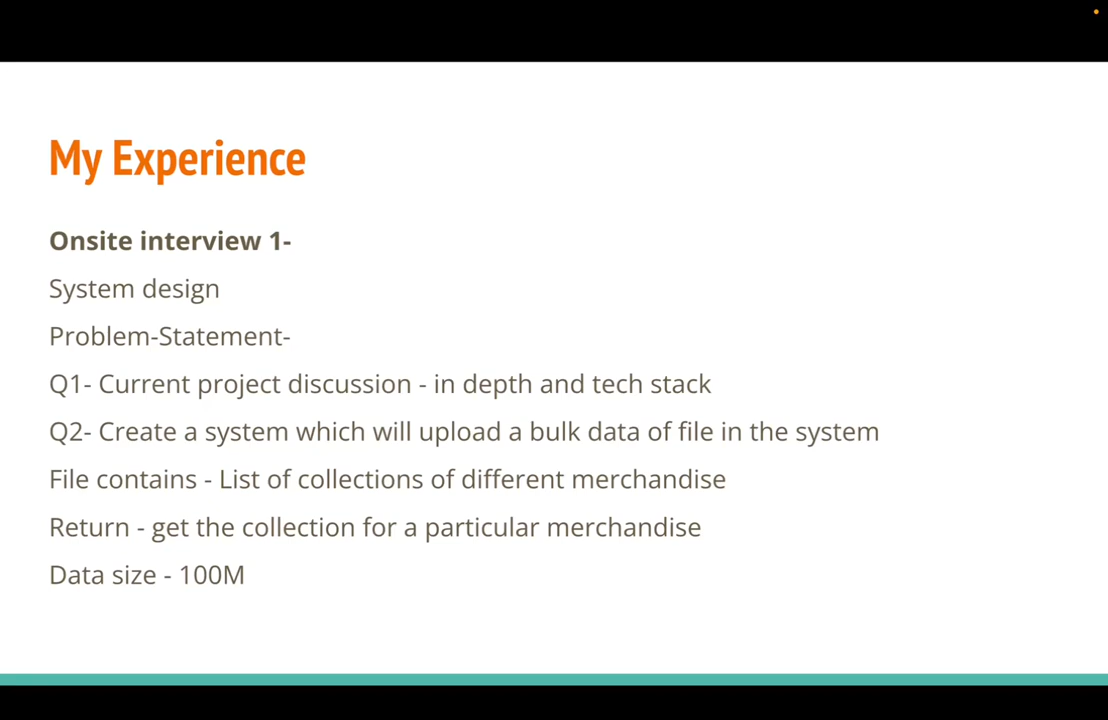 My Experience
Onsite interview 1-
System design
Problem-Statement-
Q1- Current project discussion - in depth and tech stack
Q2- Create a system which will upload a bulk data of file in the system
File contains - List of collections of different merchandise
Return - get the collection for a particular merchandise
Data size - 100M